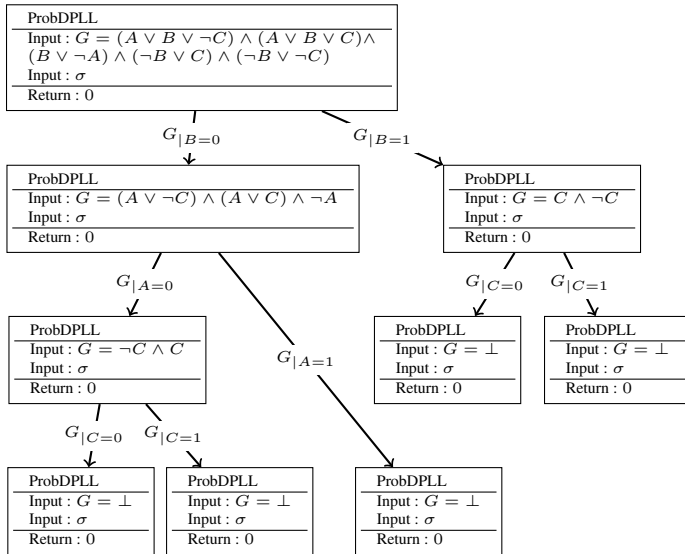 ProbDPLL
Input : G = (A ∨ B ∨ ¬C) ∧ (A ∨ B ∨ C)∧
(B ∨ ¬A) ∧ (¬B ∨ C) ∧ (¬B ∨ ¬C)
Input : σ
Return : 0
G|B=0
G|B=1
ProbDPLL
Input : G = (A ∨ ¬C) ∧ (A ∨ C) ∧ ¬A
Input : σ
Return : 0
ProbDPLL
Input : G = C ∧ ¬C
Input : σ
Return : 0
G|A=0
G|A=1
G|C=0
G|C=1
ProbDPLL
Input : G = ¬C ∧ C
Input : σ
Return : 0
ProbDPLL
Input : G = ⊥
Input : σ
Return : 0
ProbDPLL
Input : G = ⊥
Input : σ
Return : 0
G|C=0
G|C=1
ProbDPLL
Input : G = ⊥
Input : σ
Return : 0
ProbDPLL
Input : G = ⊥
Input : σ
Return : 0
ProbDPLL
Input : G = ⊥
Input : σ
Return : 0